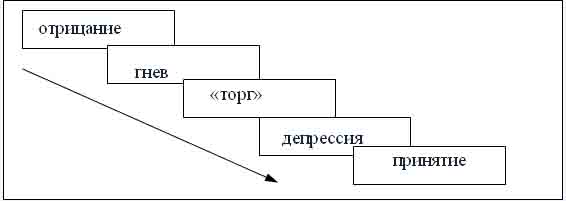 отрицание
гнев
«торг»
депрессия
принятие